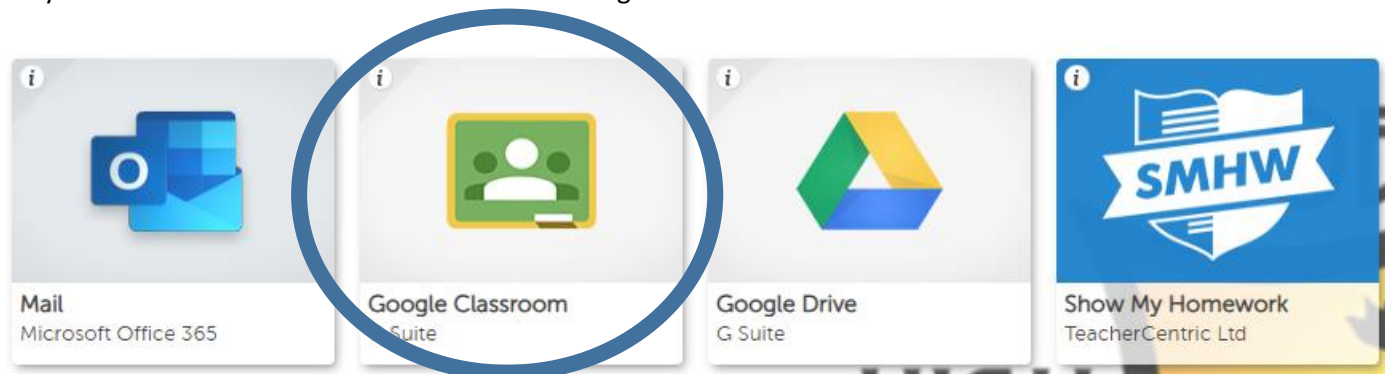 i
i
i
i
O
SMHW
Mail
Google Classroom
Google Drive
Show My Homework
Microsoft Office 365
Suite
G Suite
TeacherCentric Ltd